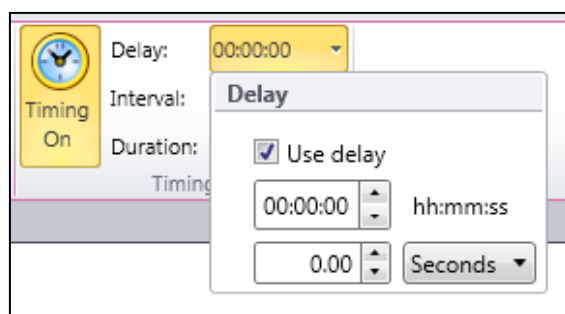 Timing
On
Delay: 00:00:00
Interval:
Duration:
Timing
Delay
Use delay
00:00:00 hh:mm:ss
0.00 Seconds